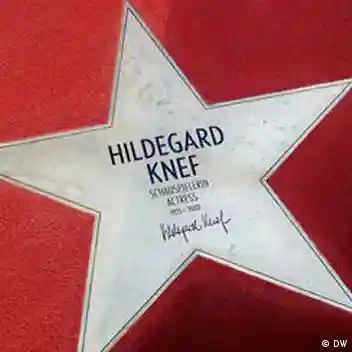 HILDEGARD
KNEF
SCHAUSPIELERIN
ACTRESS
Hildegard Knef
© DW